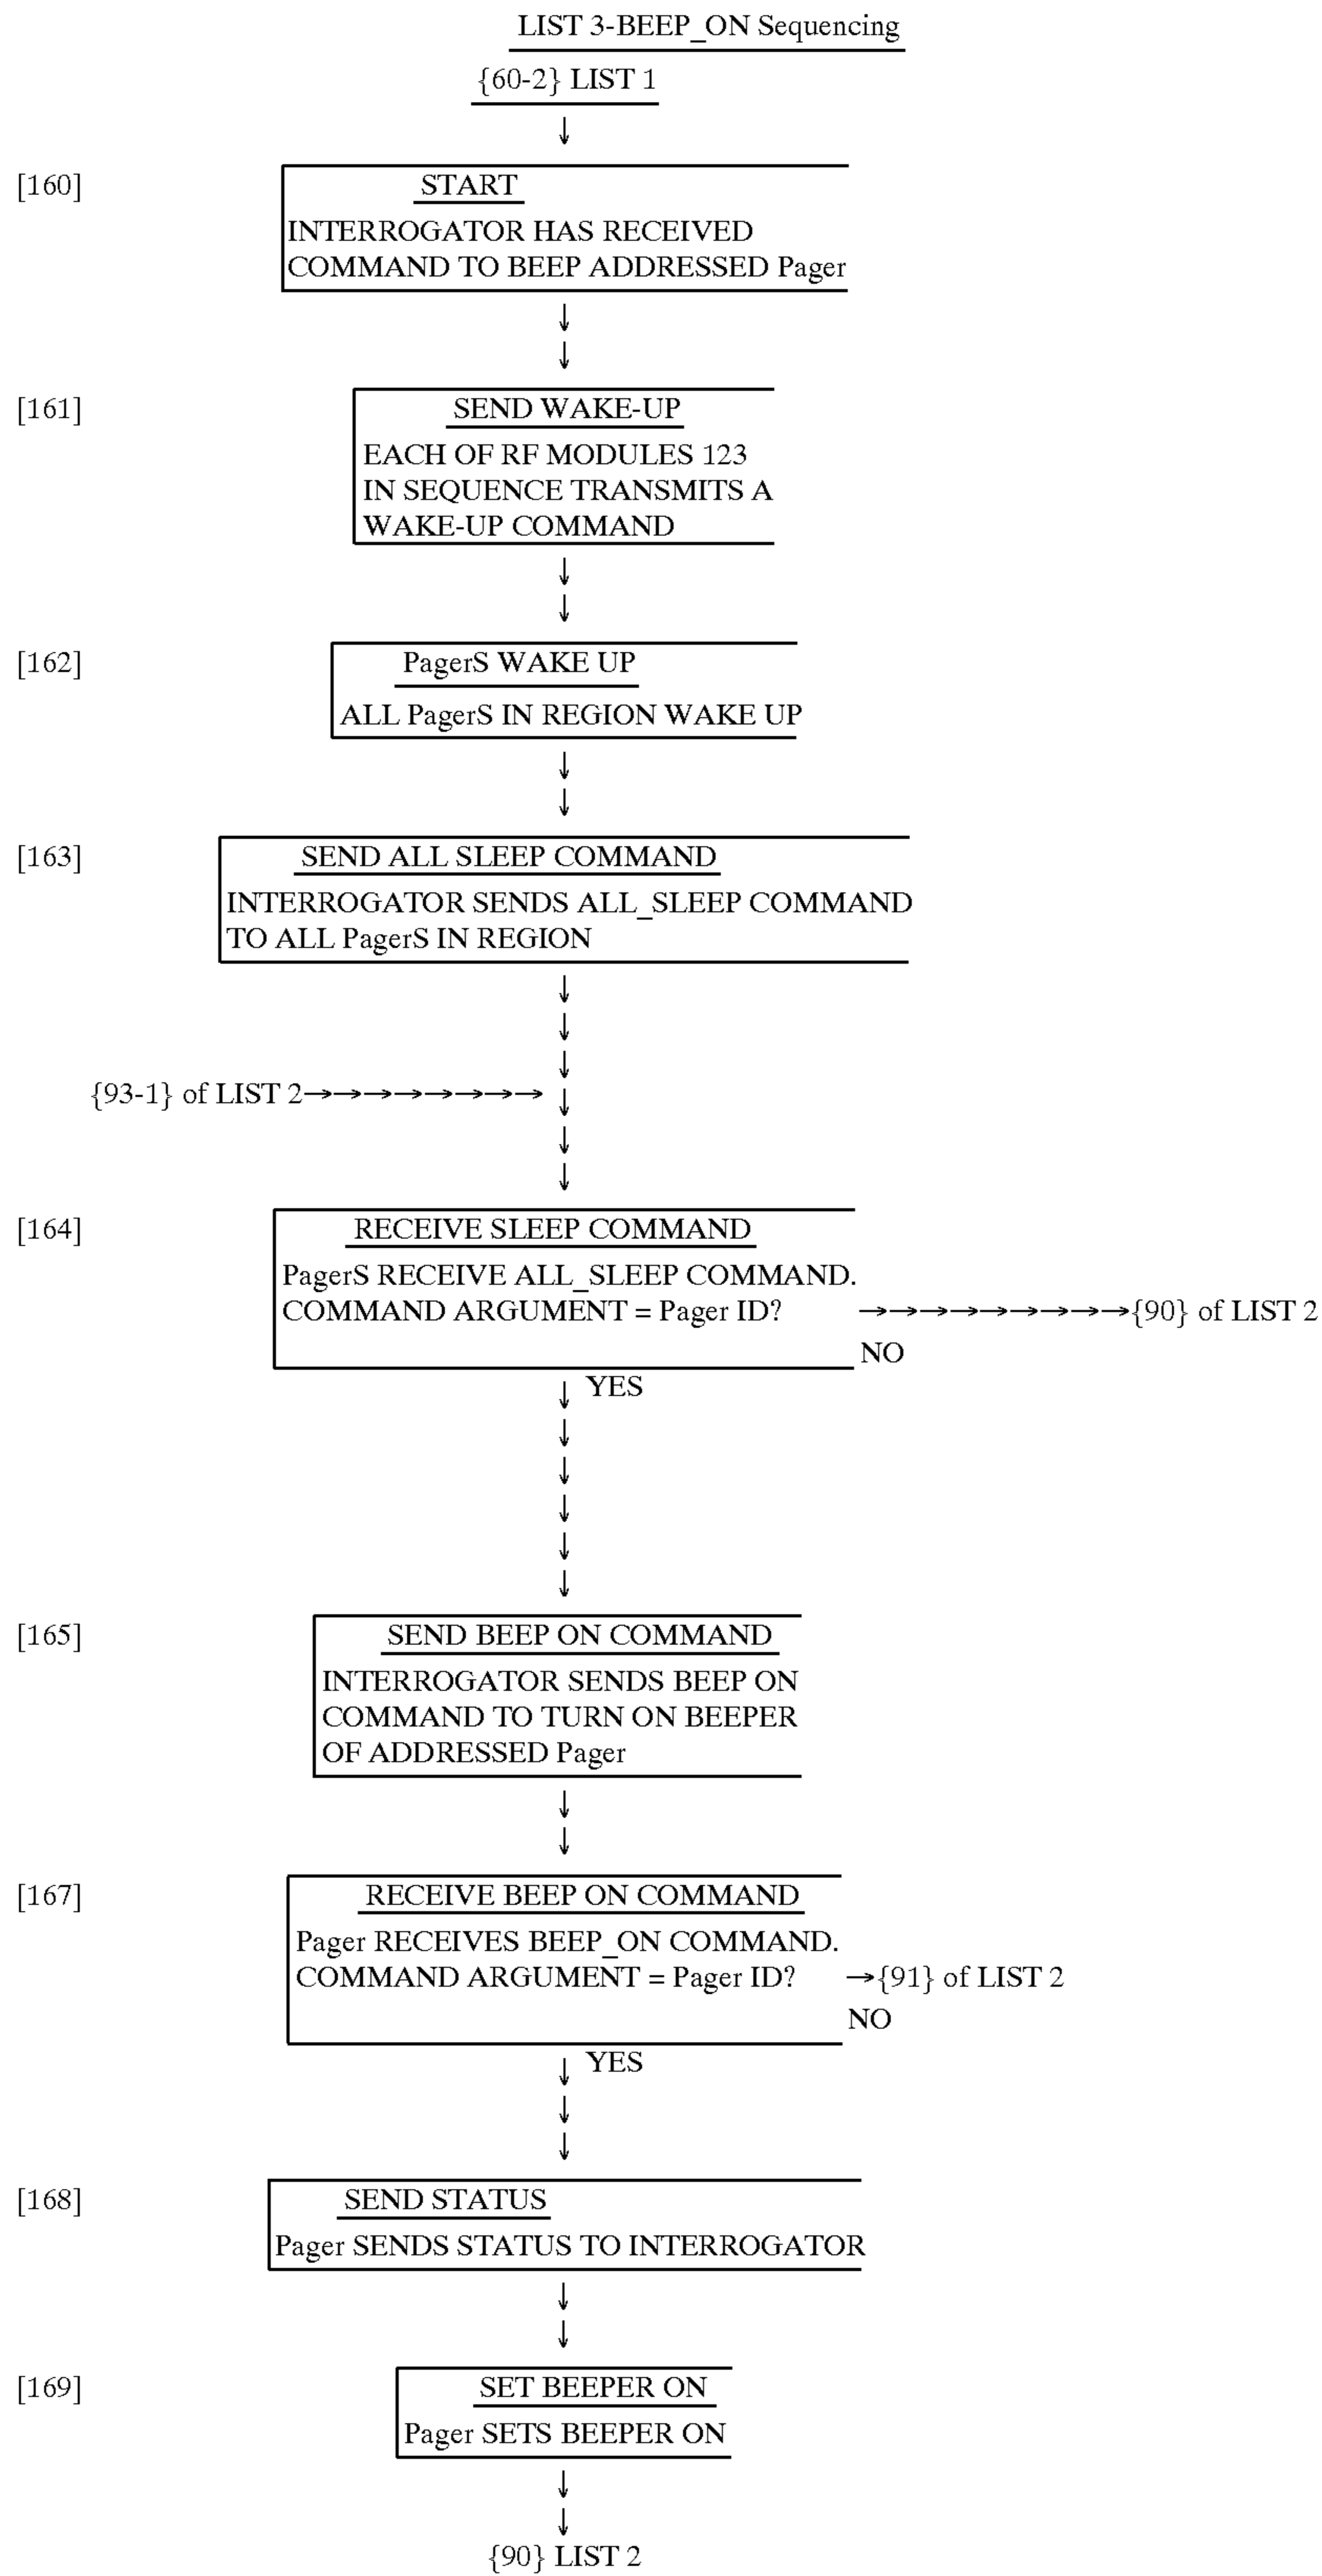 LIST 3-BEEP_ON Sequencing
{60-2} LIST 1
[160]
START
INTERROGATOR HAS RECEIVED
COMMAND TO BEEP ADDRESSED Pager
[161]
SEND WAKE-UP
EACH OF RF MODULES 123
IN SEQUENCE TRANSMITS A
WAKE-UP COMMAND
[162]
PagerS WAKE UP
ALL PagerS IN REGION WAKE UP
[163]
SEND ALL SLEEP COMMAND
INTERROGATOR SENDS ALL_SLEEP COMMAND
TO ALL PagerS IN REGION
{93-1} of LIST 2
[164]
RECEIVE SLEEP COMMAND
PagerS RECEIVE ALL_SLEEP COMMAND.
COMMAND ARGUMENT = Pager ID? {90} of LIST 2
NO
YES
[165]
SEND BEEP ON COMMAND
INTERROGATOR SENDS BEEP ON
COMMAND TO TURN ON BEEPER
OF ADDRESSED Pager
[167]
RECEIVE BEEP ON COMMAND
Pager RECEIVES BEEP_ON COMMAND.
COMMAND ARGUMENT = Pager ID? {91} of LIST 2
NO
YES
[168]
SEND STATUS
Pager SENDS STATUS TO INTERROGATOR
[169]
SET BEEPER ON
Pager SETS BEEPER ON
{90} LIST 2